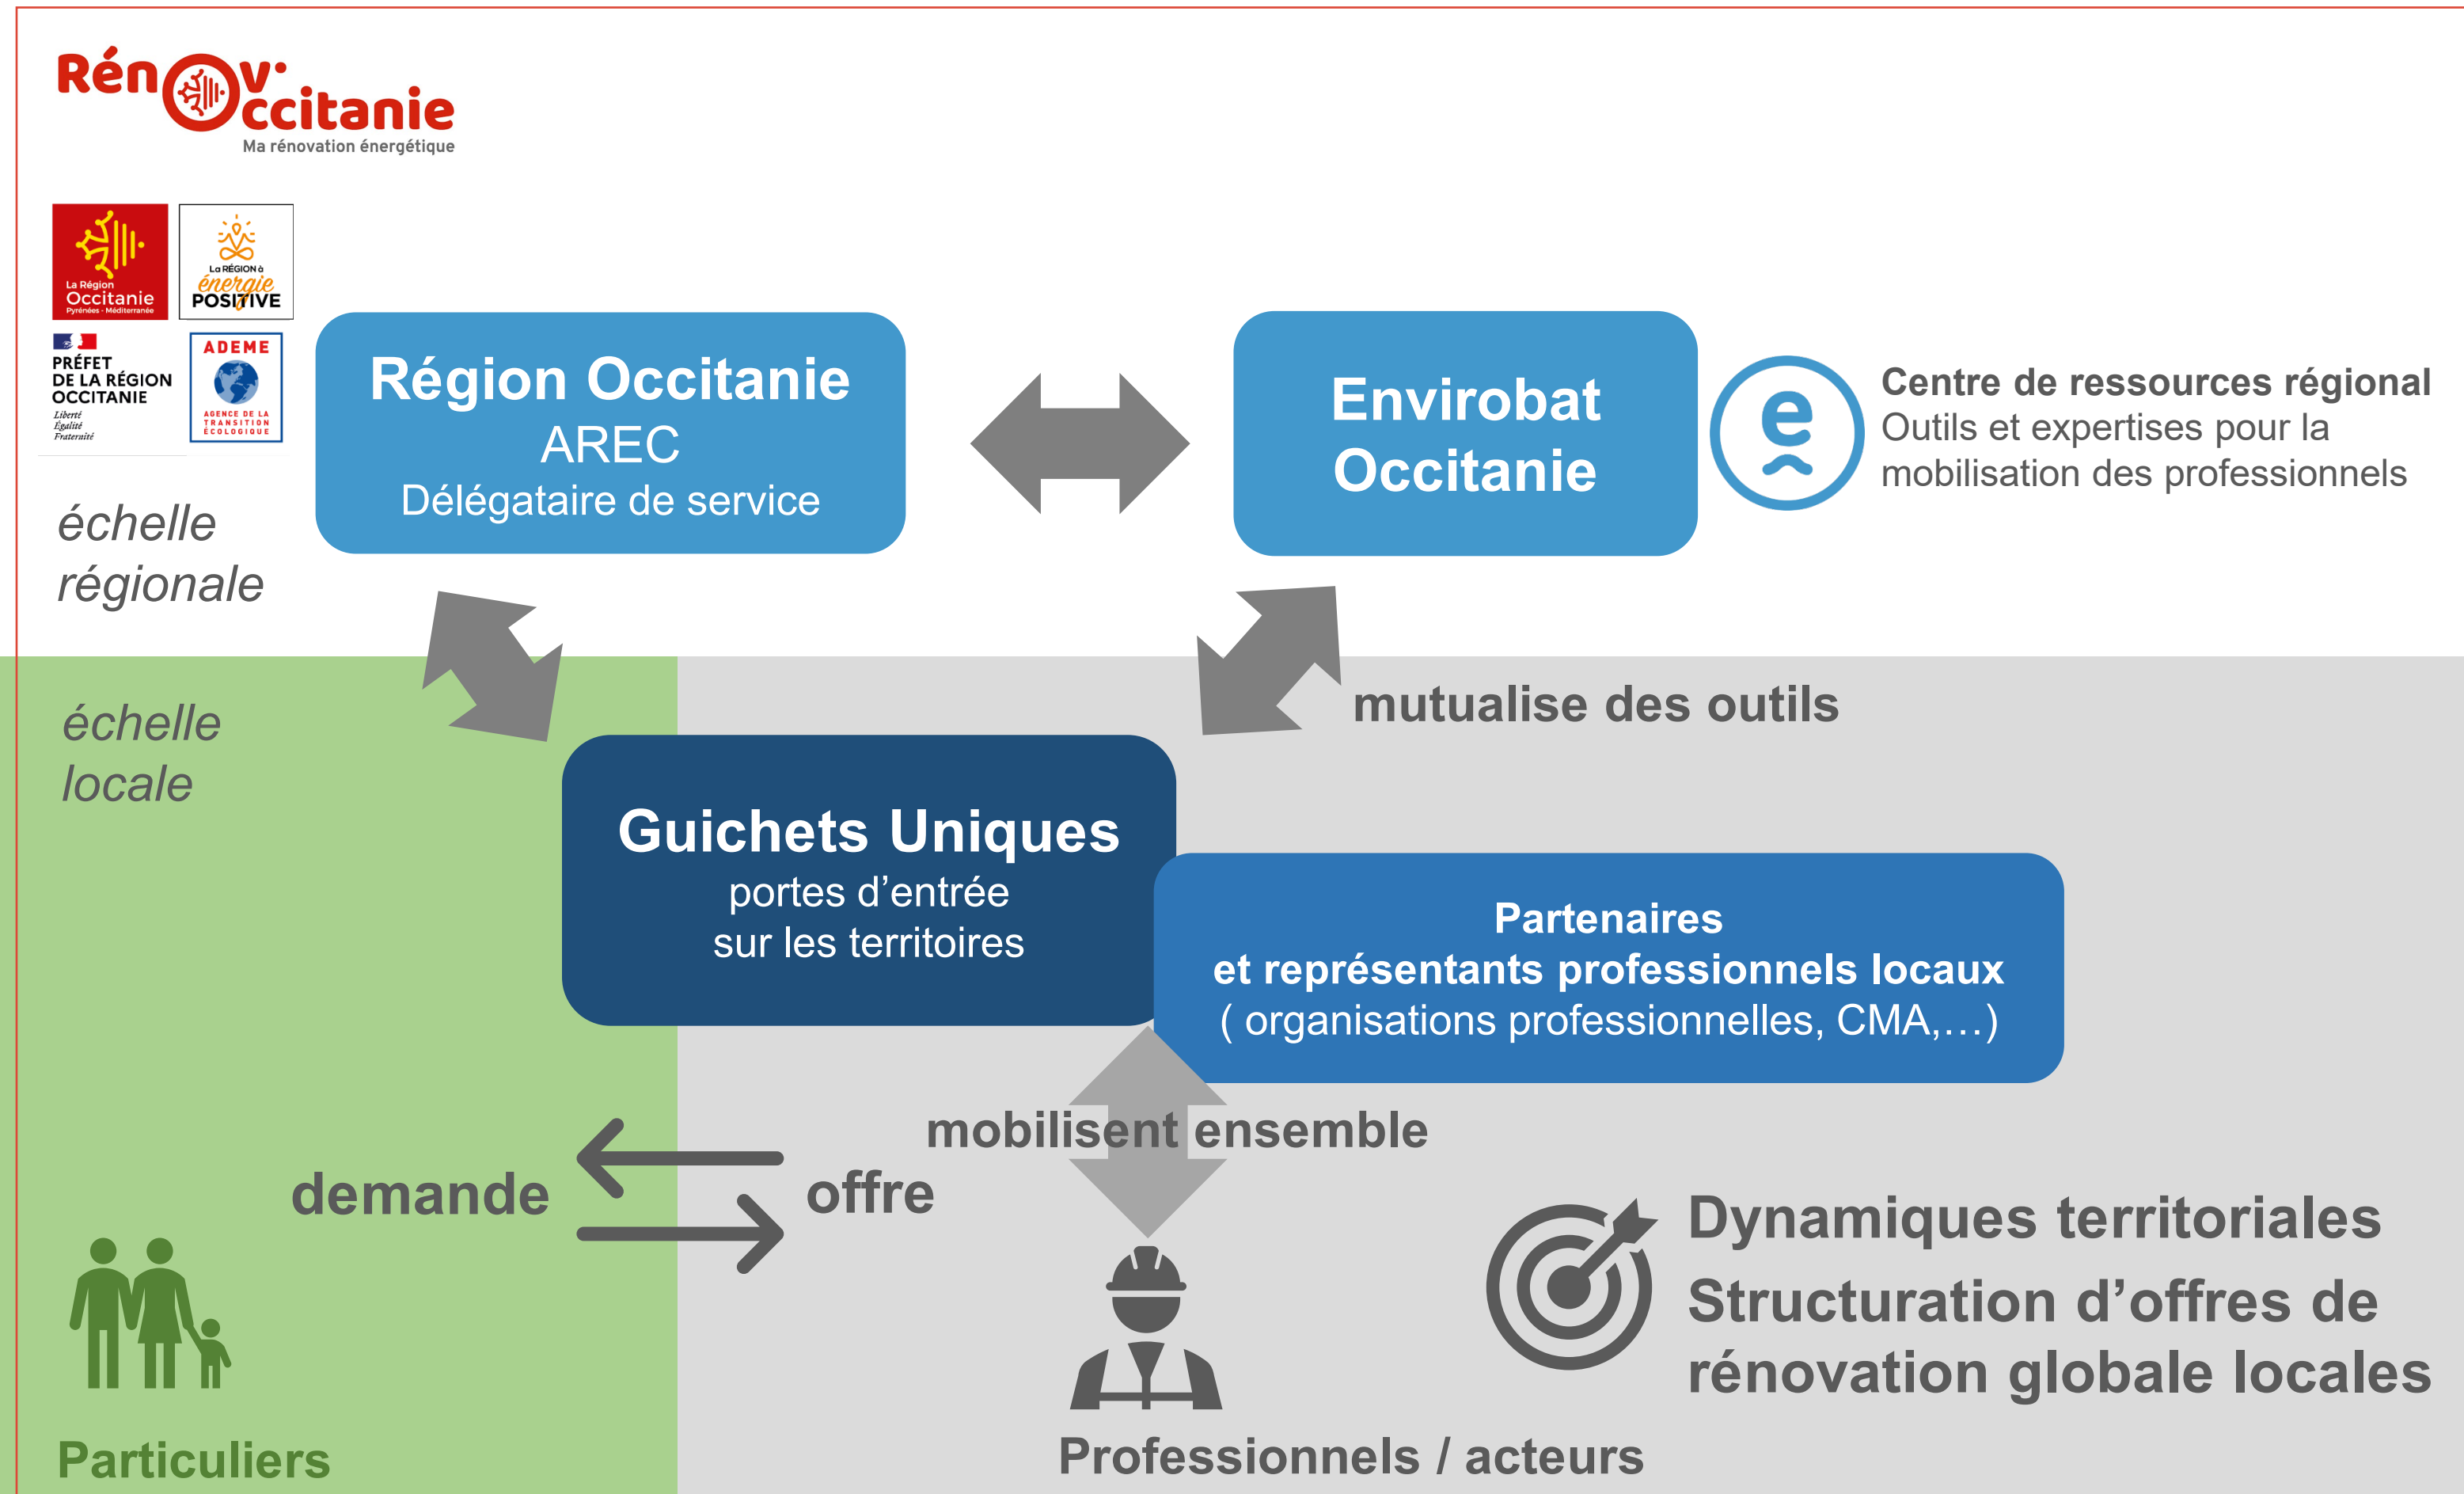 Rénov'
Occitanie
Ma rénovation énergétique
La Région
Occitanie
Pyrénées - Méditerranée
La RÉGION à
énergie
POSITIVE
PRÉFET
DE LA RÉGION
OCCITANIE
Liberté
Égalité
Fraternité
ADEME
AGENCE DE LA
TRANSITION
ÉCOLOGIQUE
échelle
régionale
Région Occitanie
AREC
Délégataire de service
Envirobat
Occitanie
e
Centre de ressources régional
Outils et expertises pour la
mobilisation des professionnels
échelle
locale
mutualise des outils
Guichets Uniques
portes d’entrée
sur les territoires
Partenaires
et représentants professionnels locaux
( organisations professionnelles, CMA,…)
mobilisent ensemble
demande
offre
Dynamiques territoriales
Structuration d’offres de
rénovation globale locales
Particuliers
Professionnels / acteurs